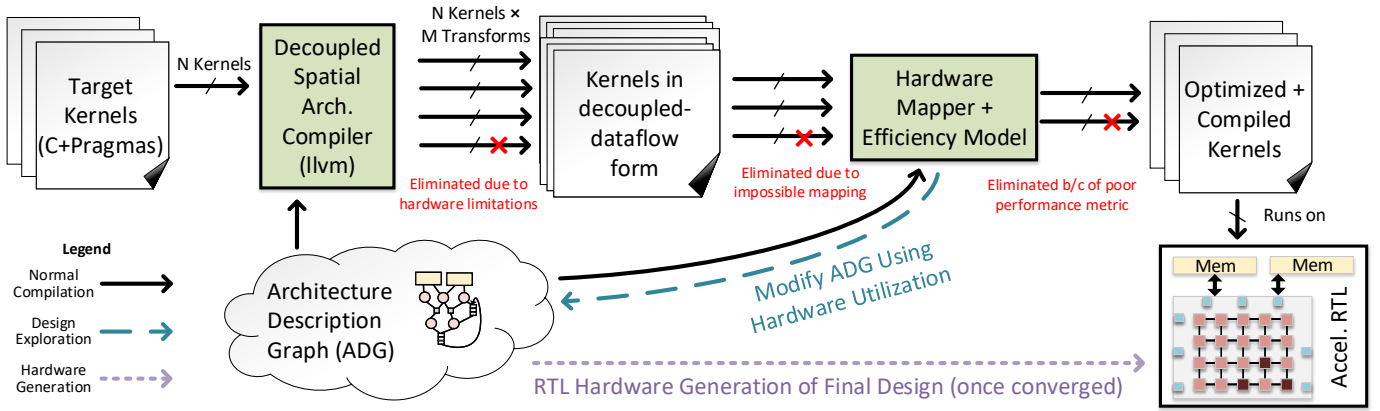 Target
Kernels
(C+Pragmas)
N Kernels
Decoupled
Spatial
Arch.
Compiler
(llvm)
N Kernels ×
M Transforms
Eliminated due to
hardware limitations
Kernels in
decoupled-
dataflow
form
Eliminated due to
impossible mapping
Hardware
Mapper +
Efficiency Model
Eliminated b/c of poor
performance metric
Optimized +
Compiled
Kernels
Runs on
Legend
Normal
Compilation
Design
Exploration
Hardware
Generation
Architecture
Description
Graph (ADG)
Modify ADG Using
Hardware Utilization
RTL Hardware Generation of Final Design (once converged)
Mem
Mem
Accel. RTL